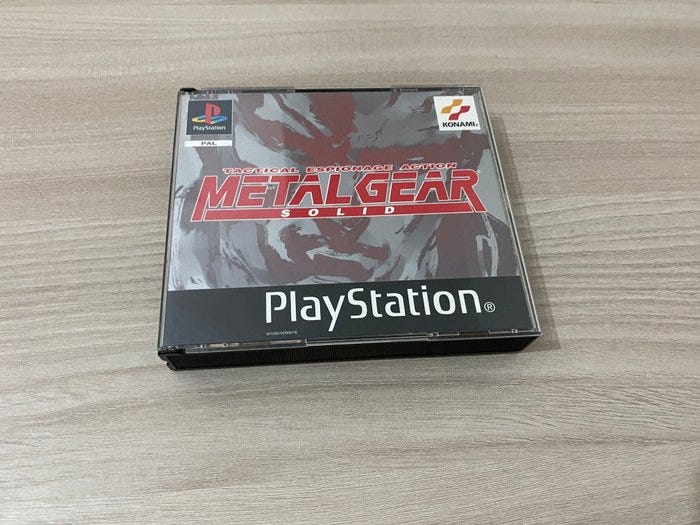 PlayStation
PAL
KONAMI
TACTICAL ESPIONAGE ACTION
METAL GEAR
SOLID
PlayStation®